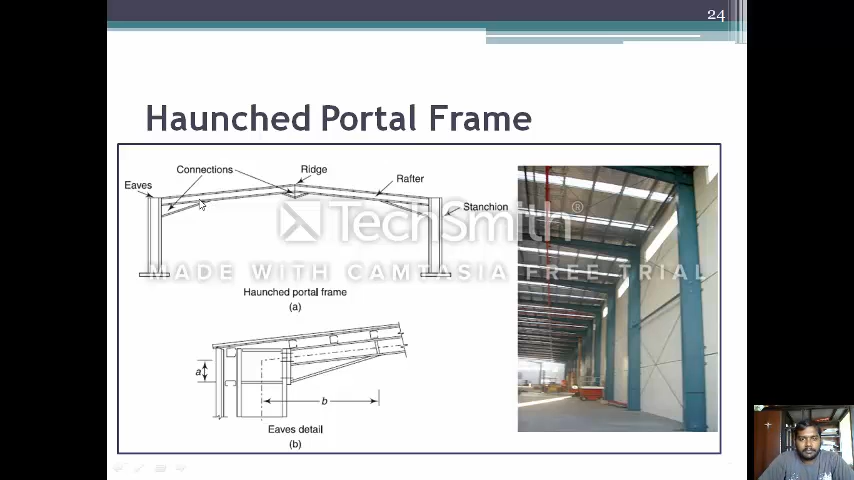 24
Haunched Portal Frame
Connections
Ridge
Rafter
Eaves
Stanchion
TechSmith®
MADE WITH CAMTASIA FREE TRIAL
Haunched portal frame
(a)
a
b
Eaves detail
(b)